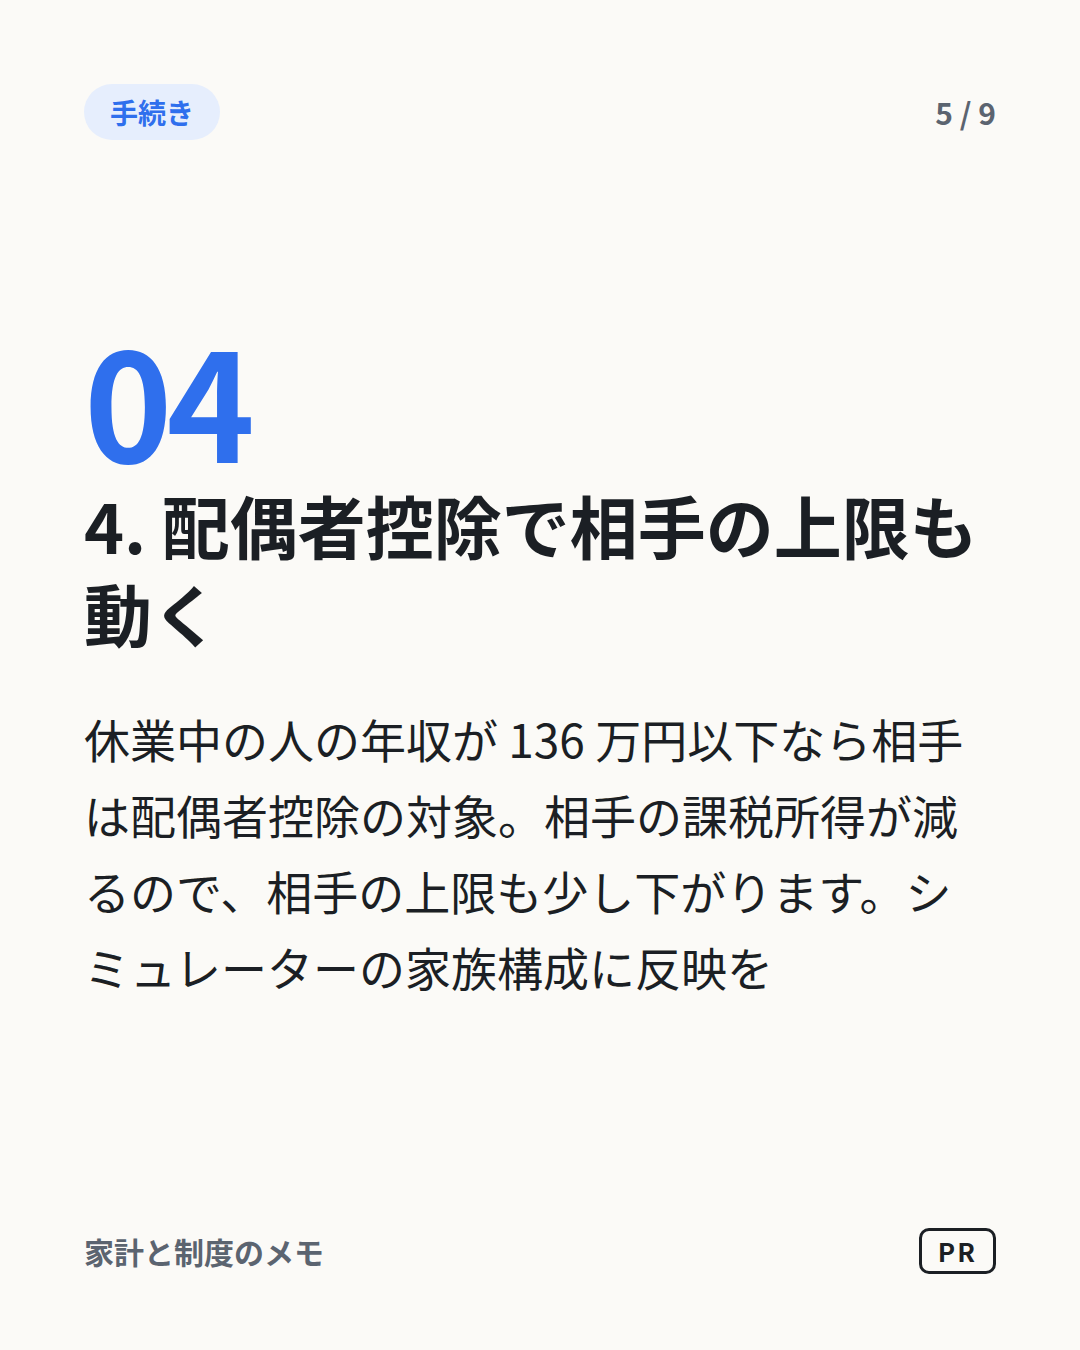 手続き
5 / 9
04
4. 配偶者控除で相手の上限も
動く
休業中の人の年収が 136 万円以下なら相手
は配偶者控除の対象。相手の課税所得が減
るので、相手の上限も少し下がります。シ
ミュレーターの家族構成に反映を
家計と制度のメモ
PR